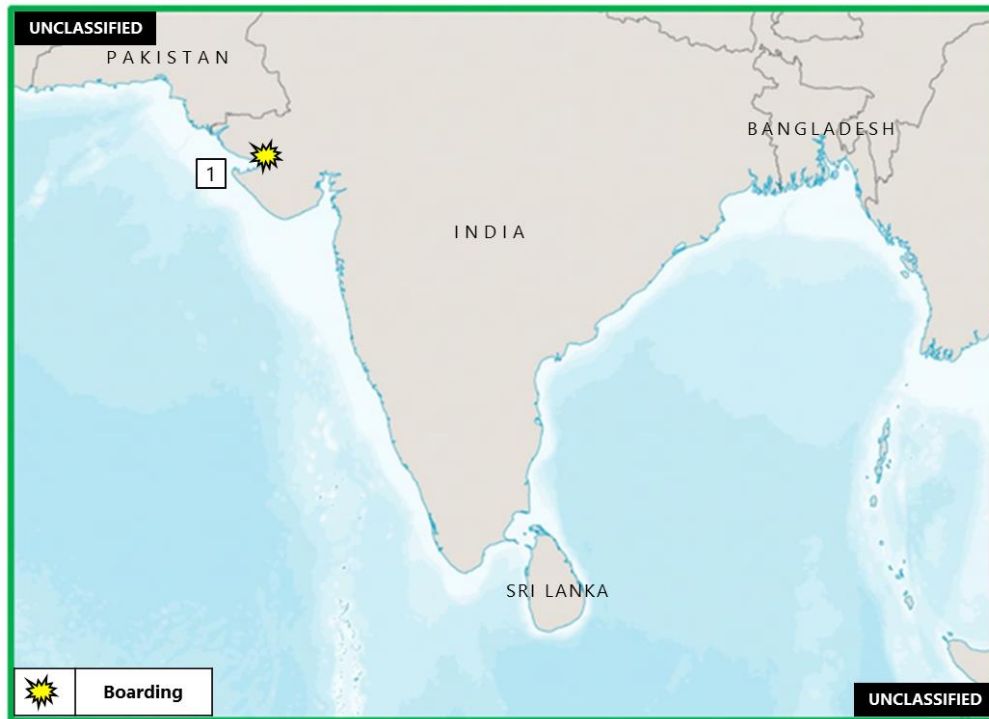 UNCLASSIFIED
PAKISTAN
BANGLADESH
1
INDIA
SRI LANKA
Boarding
UNCLASSIFIED